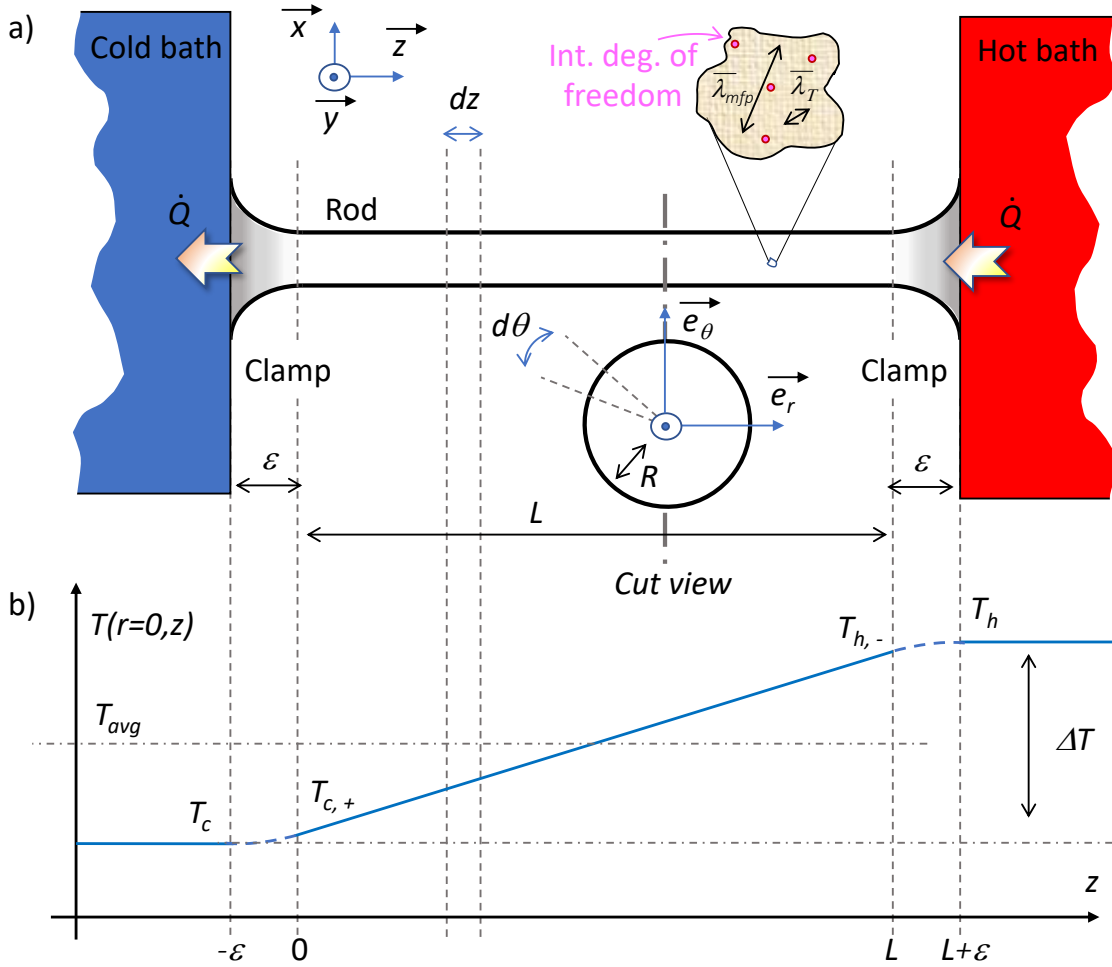 a)
x
z
y
Cold bath
Hot bath
Int. deg. of
freedom
λmfp
λT
dz
Q̇
Rod
Q̇
dθ
eθ
Clamp
Clamp
er
ε
R
ε
L
Cut view
b)
T(r=0,z)
Th, -
Th
Tavg
ΔT
Tc
Tc, +
z
-ε
0
L
L+ε